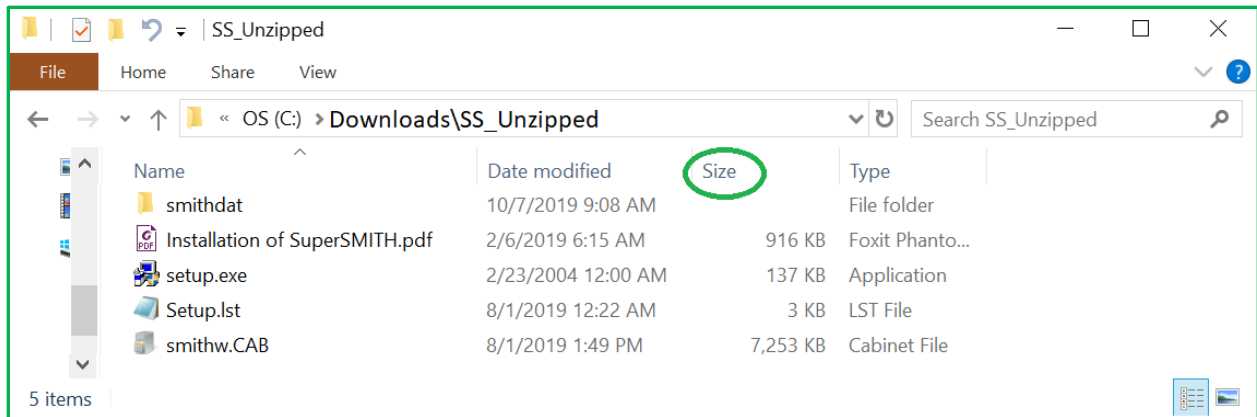 SS_Unzipped
File Home Share View
« OS (C:) > Downloads\SS_Unzipped Search SS_Unzipped
Name Date modified Size Type
smithdat 10/7/2019 9:08 AM File folder
Installation of SuperSMITH.pdf 2/6/2019 6:15 AM 916 KB Foxit Phanto...
setup.exe 2/23/2004 12:00 AM 137 KB Application
Setup.lst 8/1/2019 12:22 AM 3 KB LST File
smithw.CAB 8/1/2019 1:49 PM 7,253 KB Cabinet File
5 items